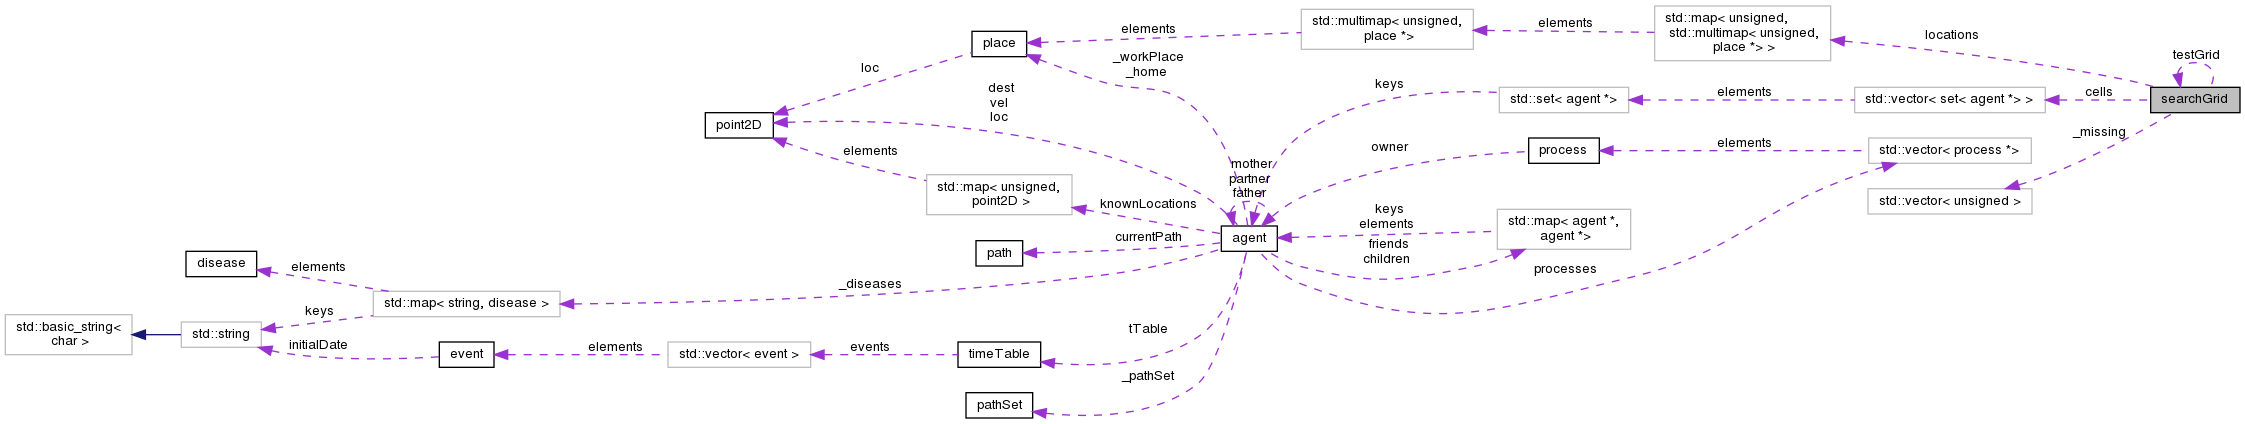 std::multimap< unsigned,
place *>
std::map< unsigned,
std::multimap< unsigned,
place *> >
elements
elements
place
locations
testGrid
_workPlace
_home
loc
keys
dest
vel
loc
std::set< agent *>
elements
std::vector< set< agent *> >
cells
searchGrid
point2D
_missing
elements
owner
process
elements
std::vector< process *>
mother
partner
father
std::map< unsigned,
point2D >
knownLocations
std::vector< unsigned >
keys
elements
std::map< agent *,
agent *>
agent
currentPath
path
friends
children
disease
elements
_diseases
processes
std::map< string, disease >
keys
std::basic_string<
char >
std::string
initialDate
tTable
event
elements
std::vector< event >
events
timeTable
_pathSet
pathSet